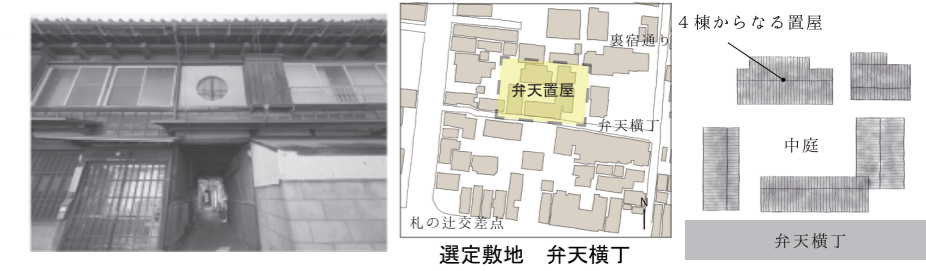 裏宿通り
弁天置屋
弁天横丁
札の辻交差点
N
選定敷地　弁天横丁
4棟からなる置屋
中庭
弁天横丁